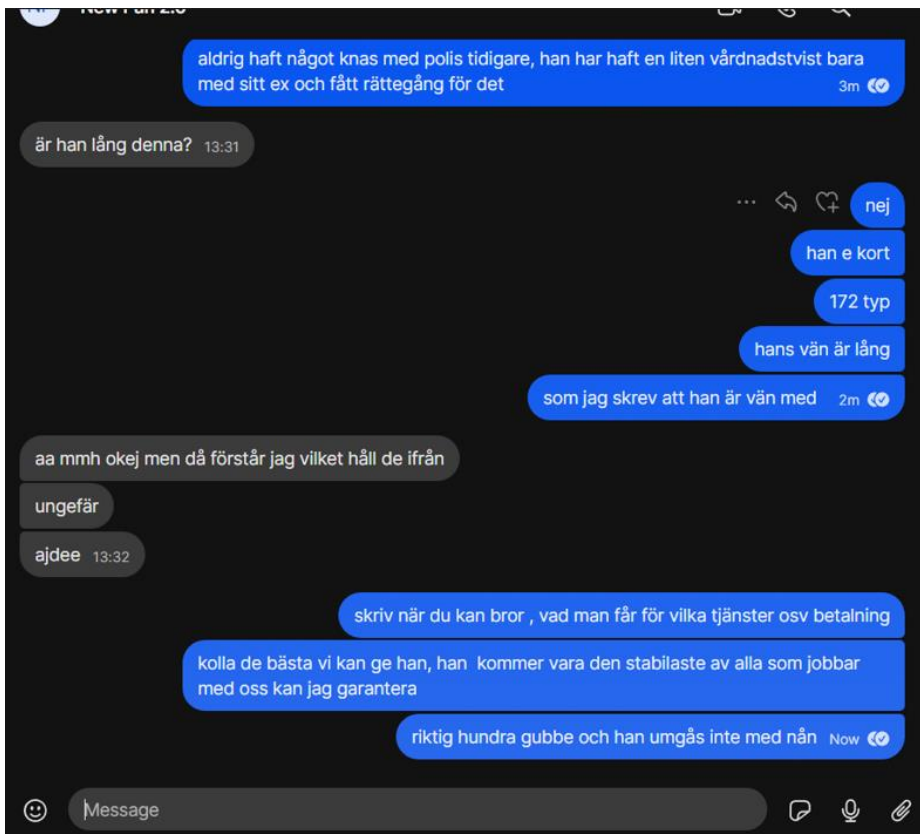 aldrig haft något knas med polis tidigare, han har haft en liten vårdnadstvist bara
med sitt ex och fått rättegång för det
3m
är han lång denna? 13:31
nej
han e kort
172 typ
hans vän är lång
som jag skrev att han är vän med 2m
aa mmh okej men då förstår jag vilket håll de ifrån
ungefär
ajdee 13:32
skriv när du kan bror , vad man får för vilka tjänster osv betalning
kolla de bästa vi kan ge han, han kommer vara den stabilaste av alla som jobbar
med oss kan jag garantera
riktig hundra gubbe och han umgås inte med nån Now
Message